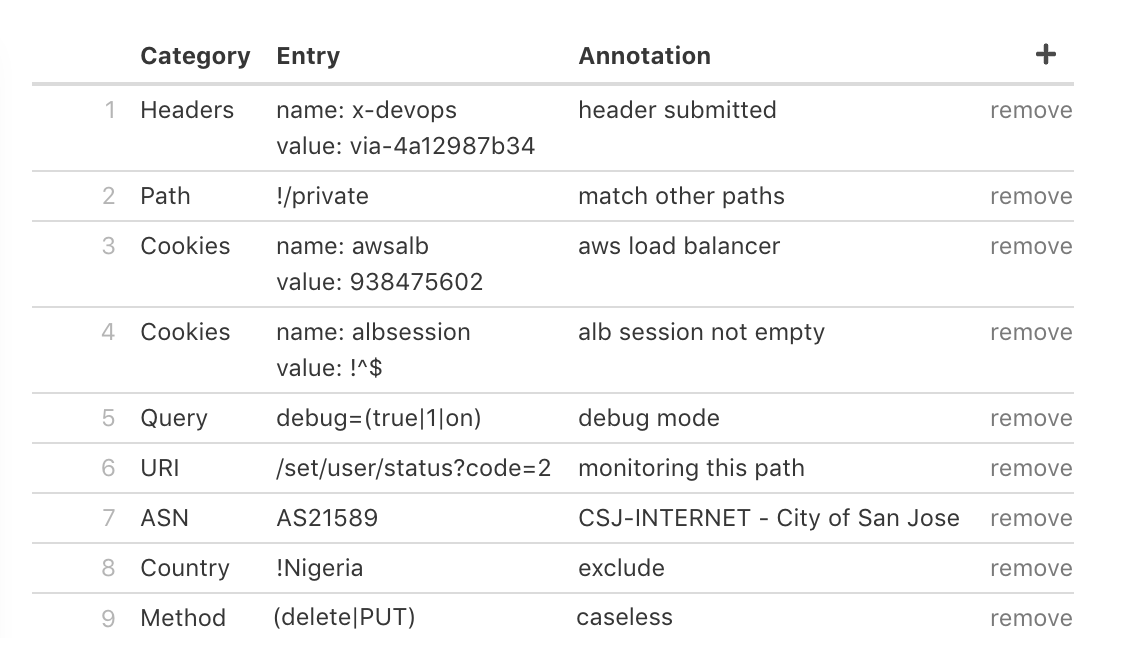 Category Entry Annotation +
1 Headers name: x-devops header submitted remove
value: via-4a12987b34
2 Path !/private match other paths remove
3 Cookies name: awsalb aws load balancer remove
value: 938475602
4 Cookies name: albsession alb session not empty remove
value: !^$
5 Query debug=(true|1|on) debug mode remove
6 URI /set/user/status?code=2 monitoring this path remove
7 ASN AS21589 CSJ-INTERNET - City of San Jose remove
8 Country !Nigeria exclude remove
9 Method (delete|PUT) caseless remove